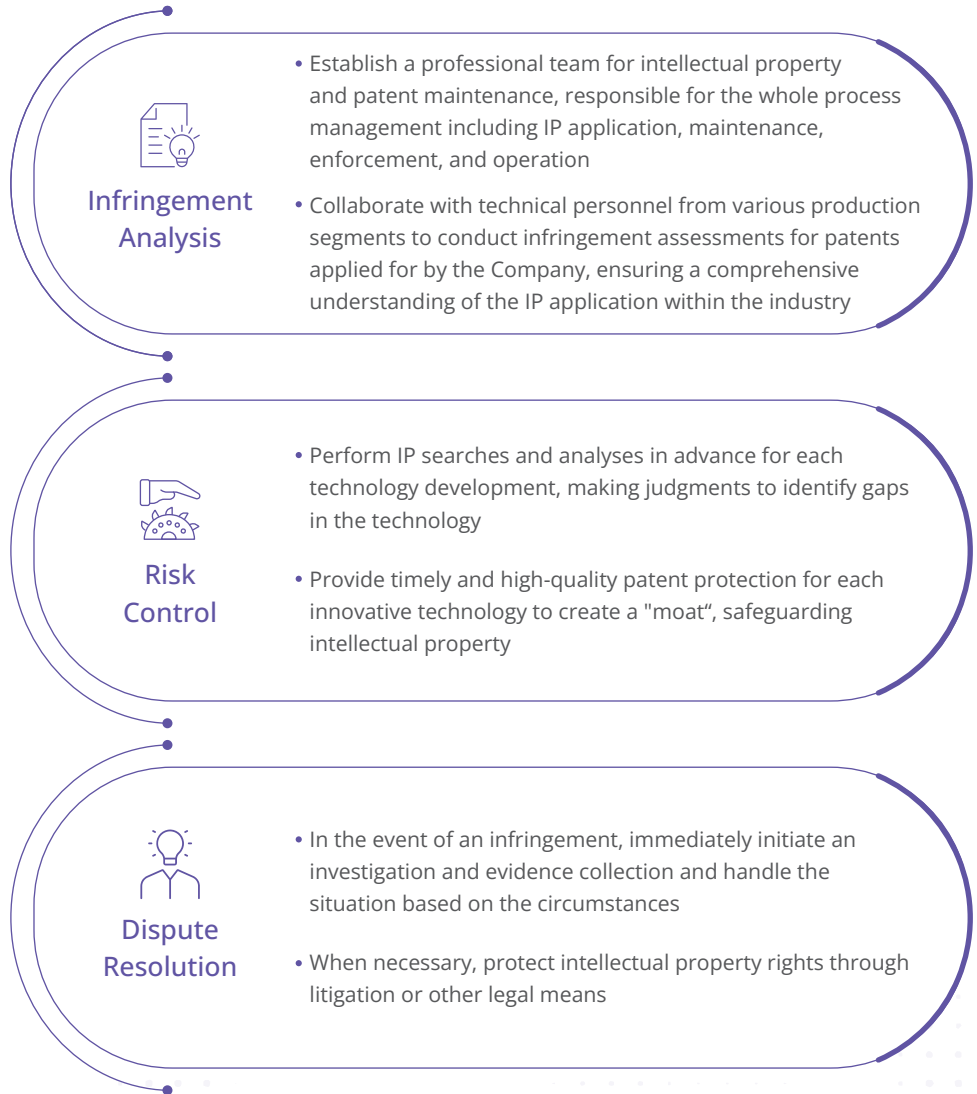 Infringement
Analysis
• Establish a professional team for intellectual property
and patent maintenance, responsible for the whole process
management including IP application, maintenance,
enforcement, and operation
• Collaborate with technical personnel from various production
segments to conduct infringement assessments for patents
applied for by the Company, ensuring a comprehensive
understanding of the IP application within the industry
Risk
Control
• Perform IP searches and analyses in advance for each
technology development, making judgments to identify gaps
in the technology
• Provide timely and high-quality patent protection for each
innovative technology to create a "moat“, safeguarding
intellectual property
Dispute
Resolution
• In the event of an infringement, immediately initiate an
investigation and evidence collection and handle the
situation based on the circumstances
• When necessary, protect intellectual property rights through
litigation or other legal means